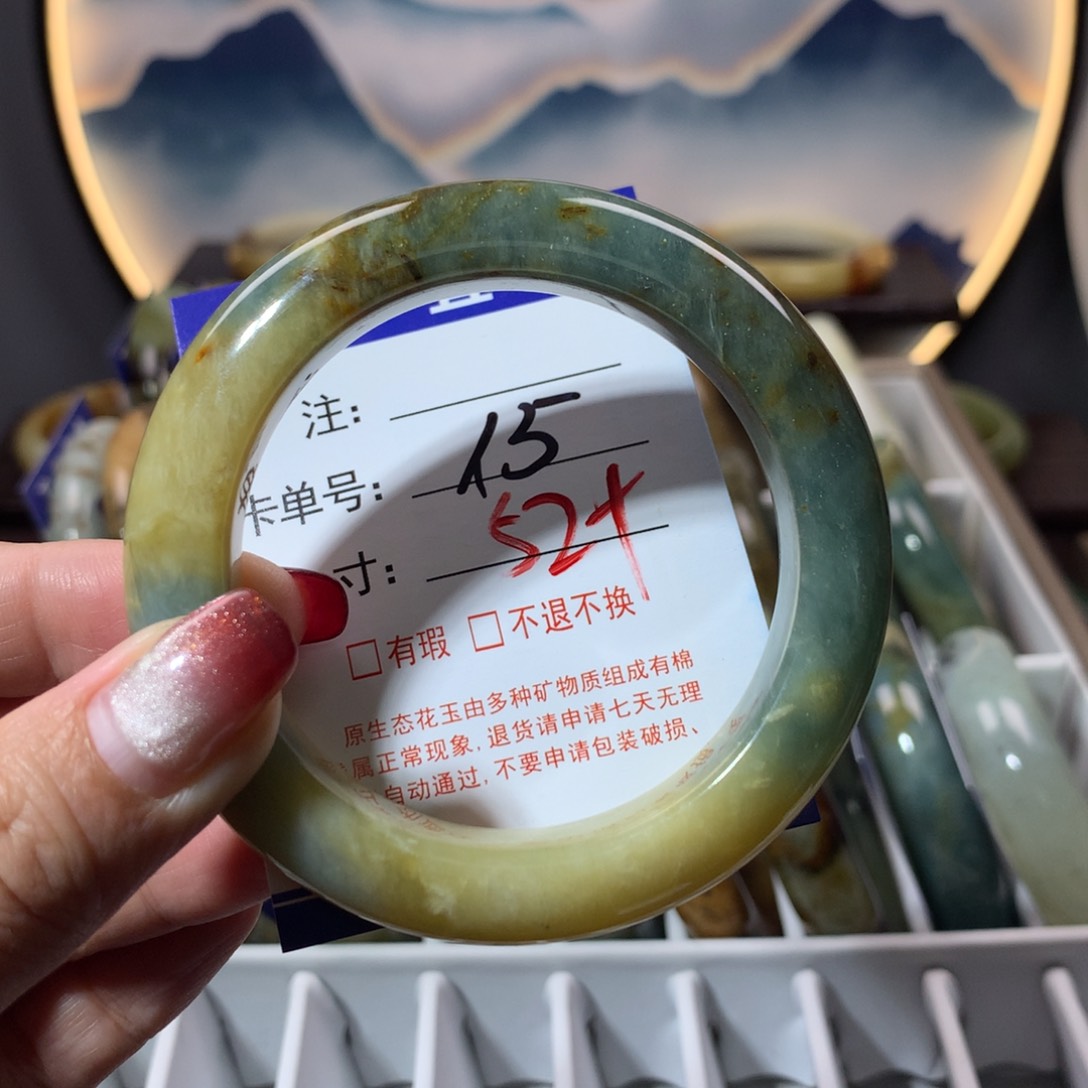 注:
卡单号: 15
寸: 52+
□有瑕 □不退不换
原生态花玉由多种矿物质组成有棉
属正常现象,退货请申请七天无理
自动通过,不要申请包装破损、